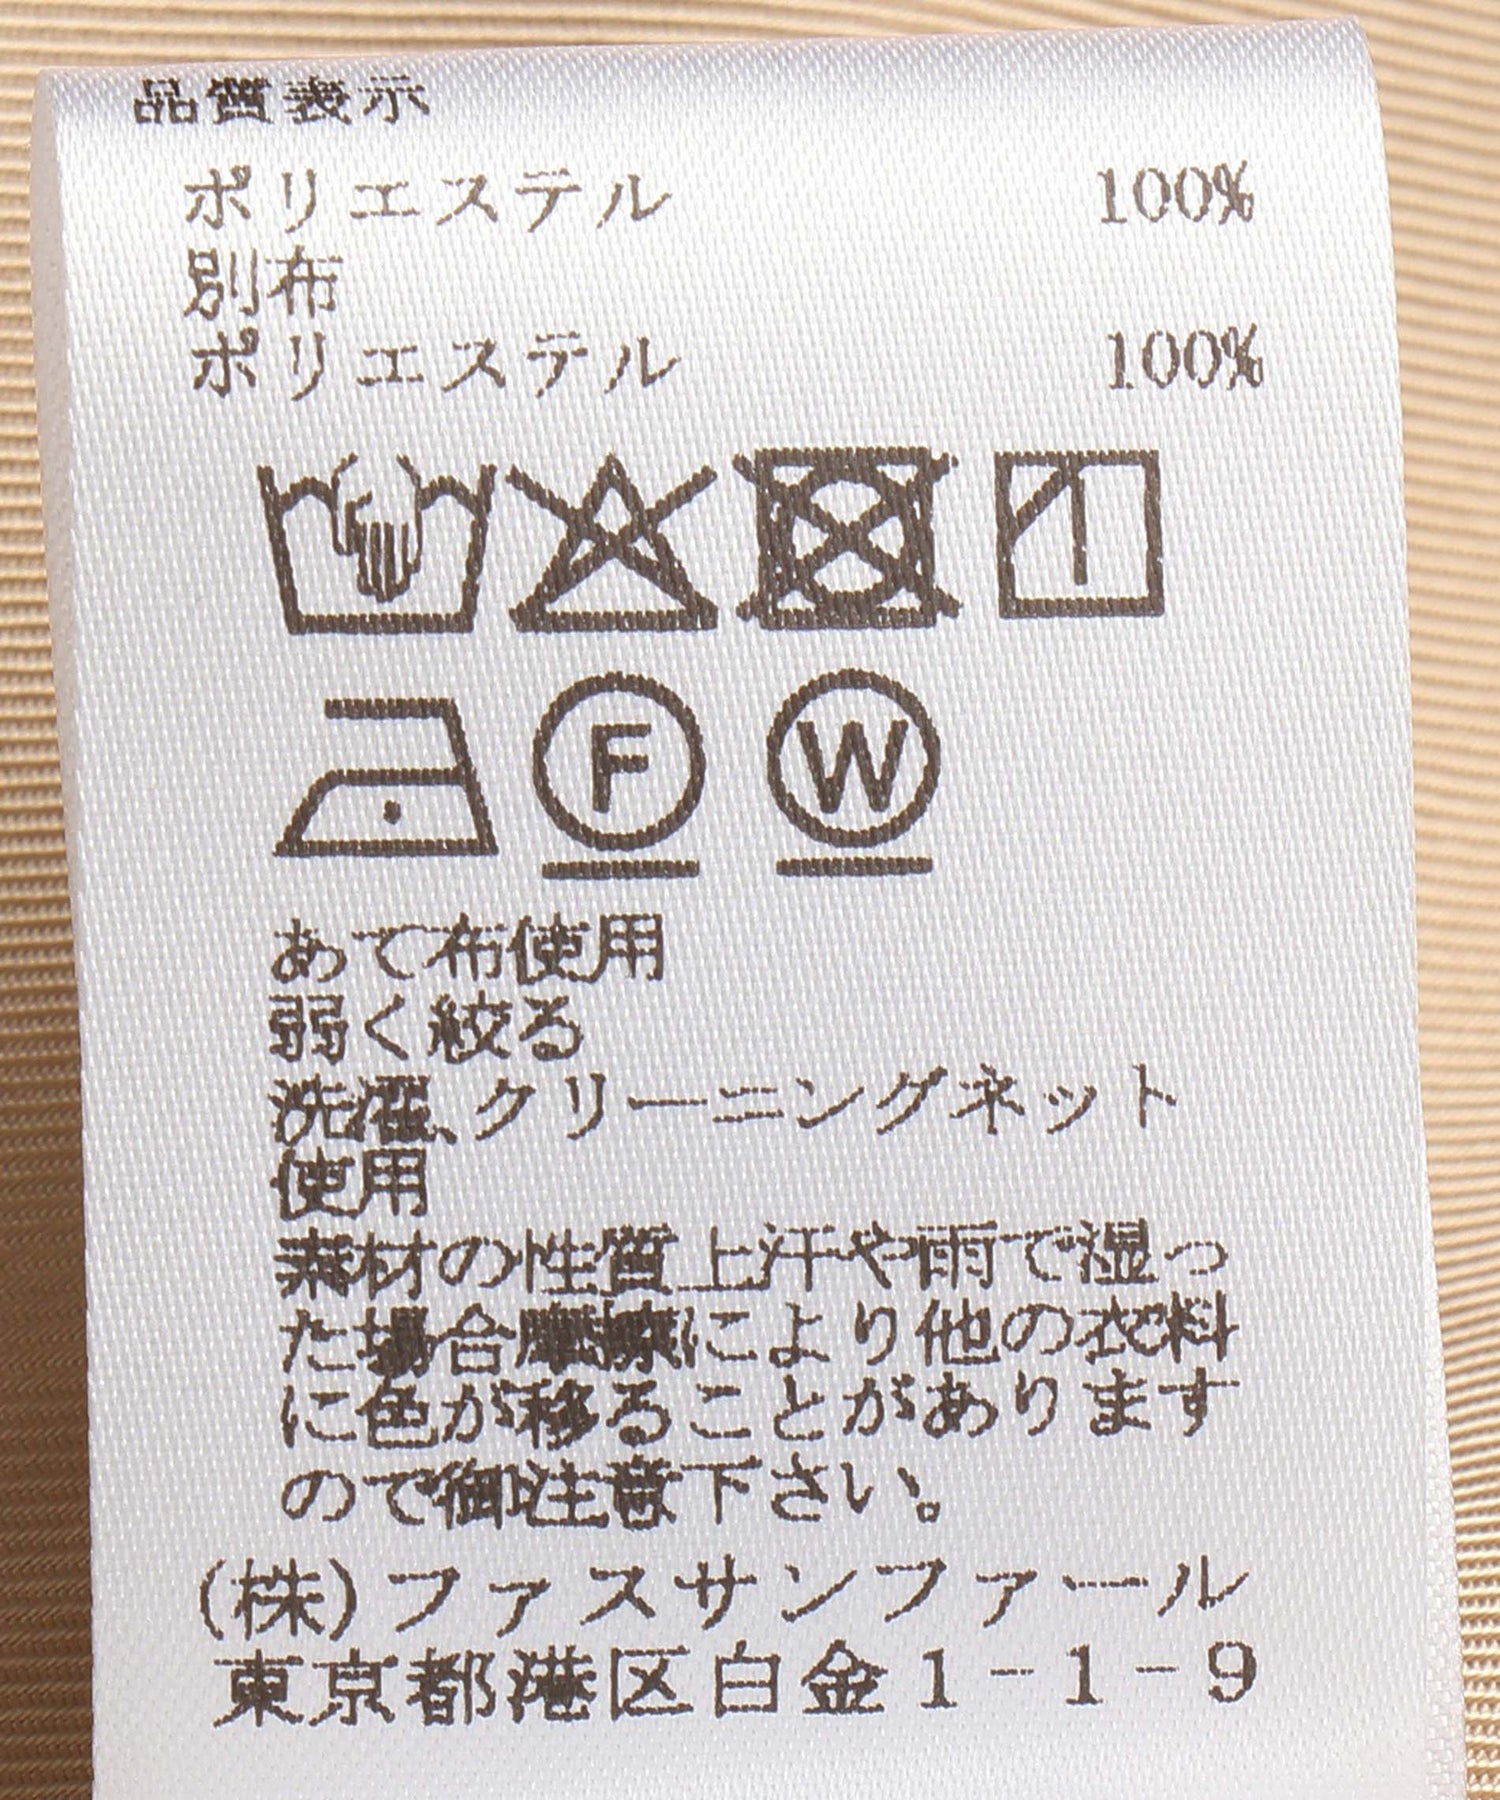 品質表示
ポリエステル 100%
別布
ポリエステル 100%
F W
あて布使用
弱く絞る
洗濯、クリーニングネット
使用
素材の性質上汗や雨で湿っ
た場合摩擦により他の衣料
に色が移ることがあります
ので御注意下さい。
(株)ファスサンファール
東京都港区白金1-1-9